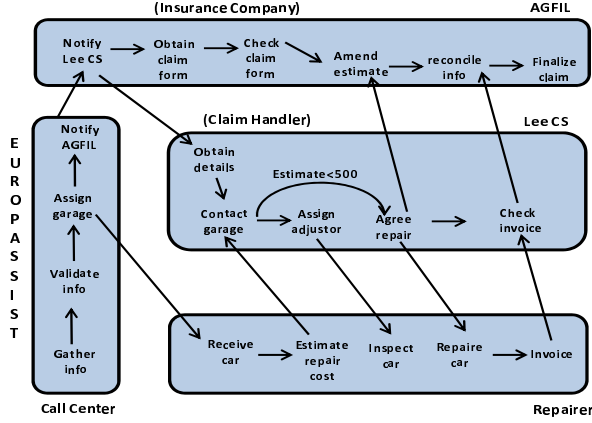 (Insurance Company)
AGFIL
Notify
Lee CS
Obtain
claim
form
Check
claim
form
Amend
estimate
reconcile
info
Finalize
claim
EUROPASSIST
Notify
AGFIL
Assign
garage
Validate
info
Gather
info
Call Center
(Claim Handler)
Lee CS
Obtain
details
Estimate<500
Contact
garage
Assign
adjustor
Agree
repair
Check
invoice
Receive
car
Estimate
repair
cost
Inspect
car
Repaire
car
Invoice
Repairer